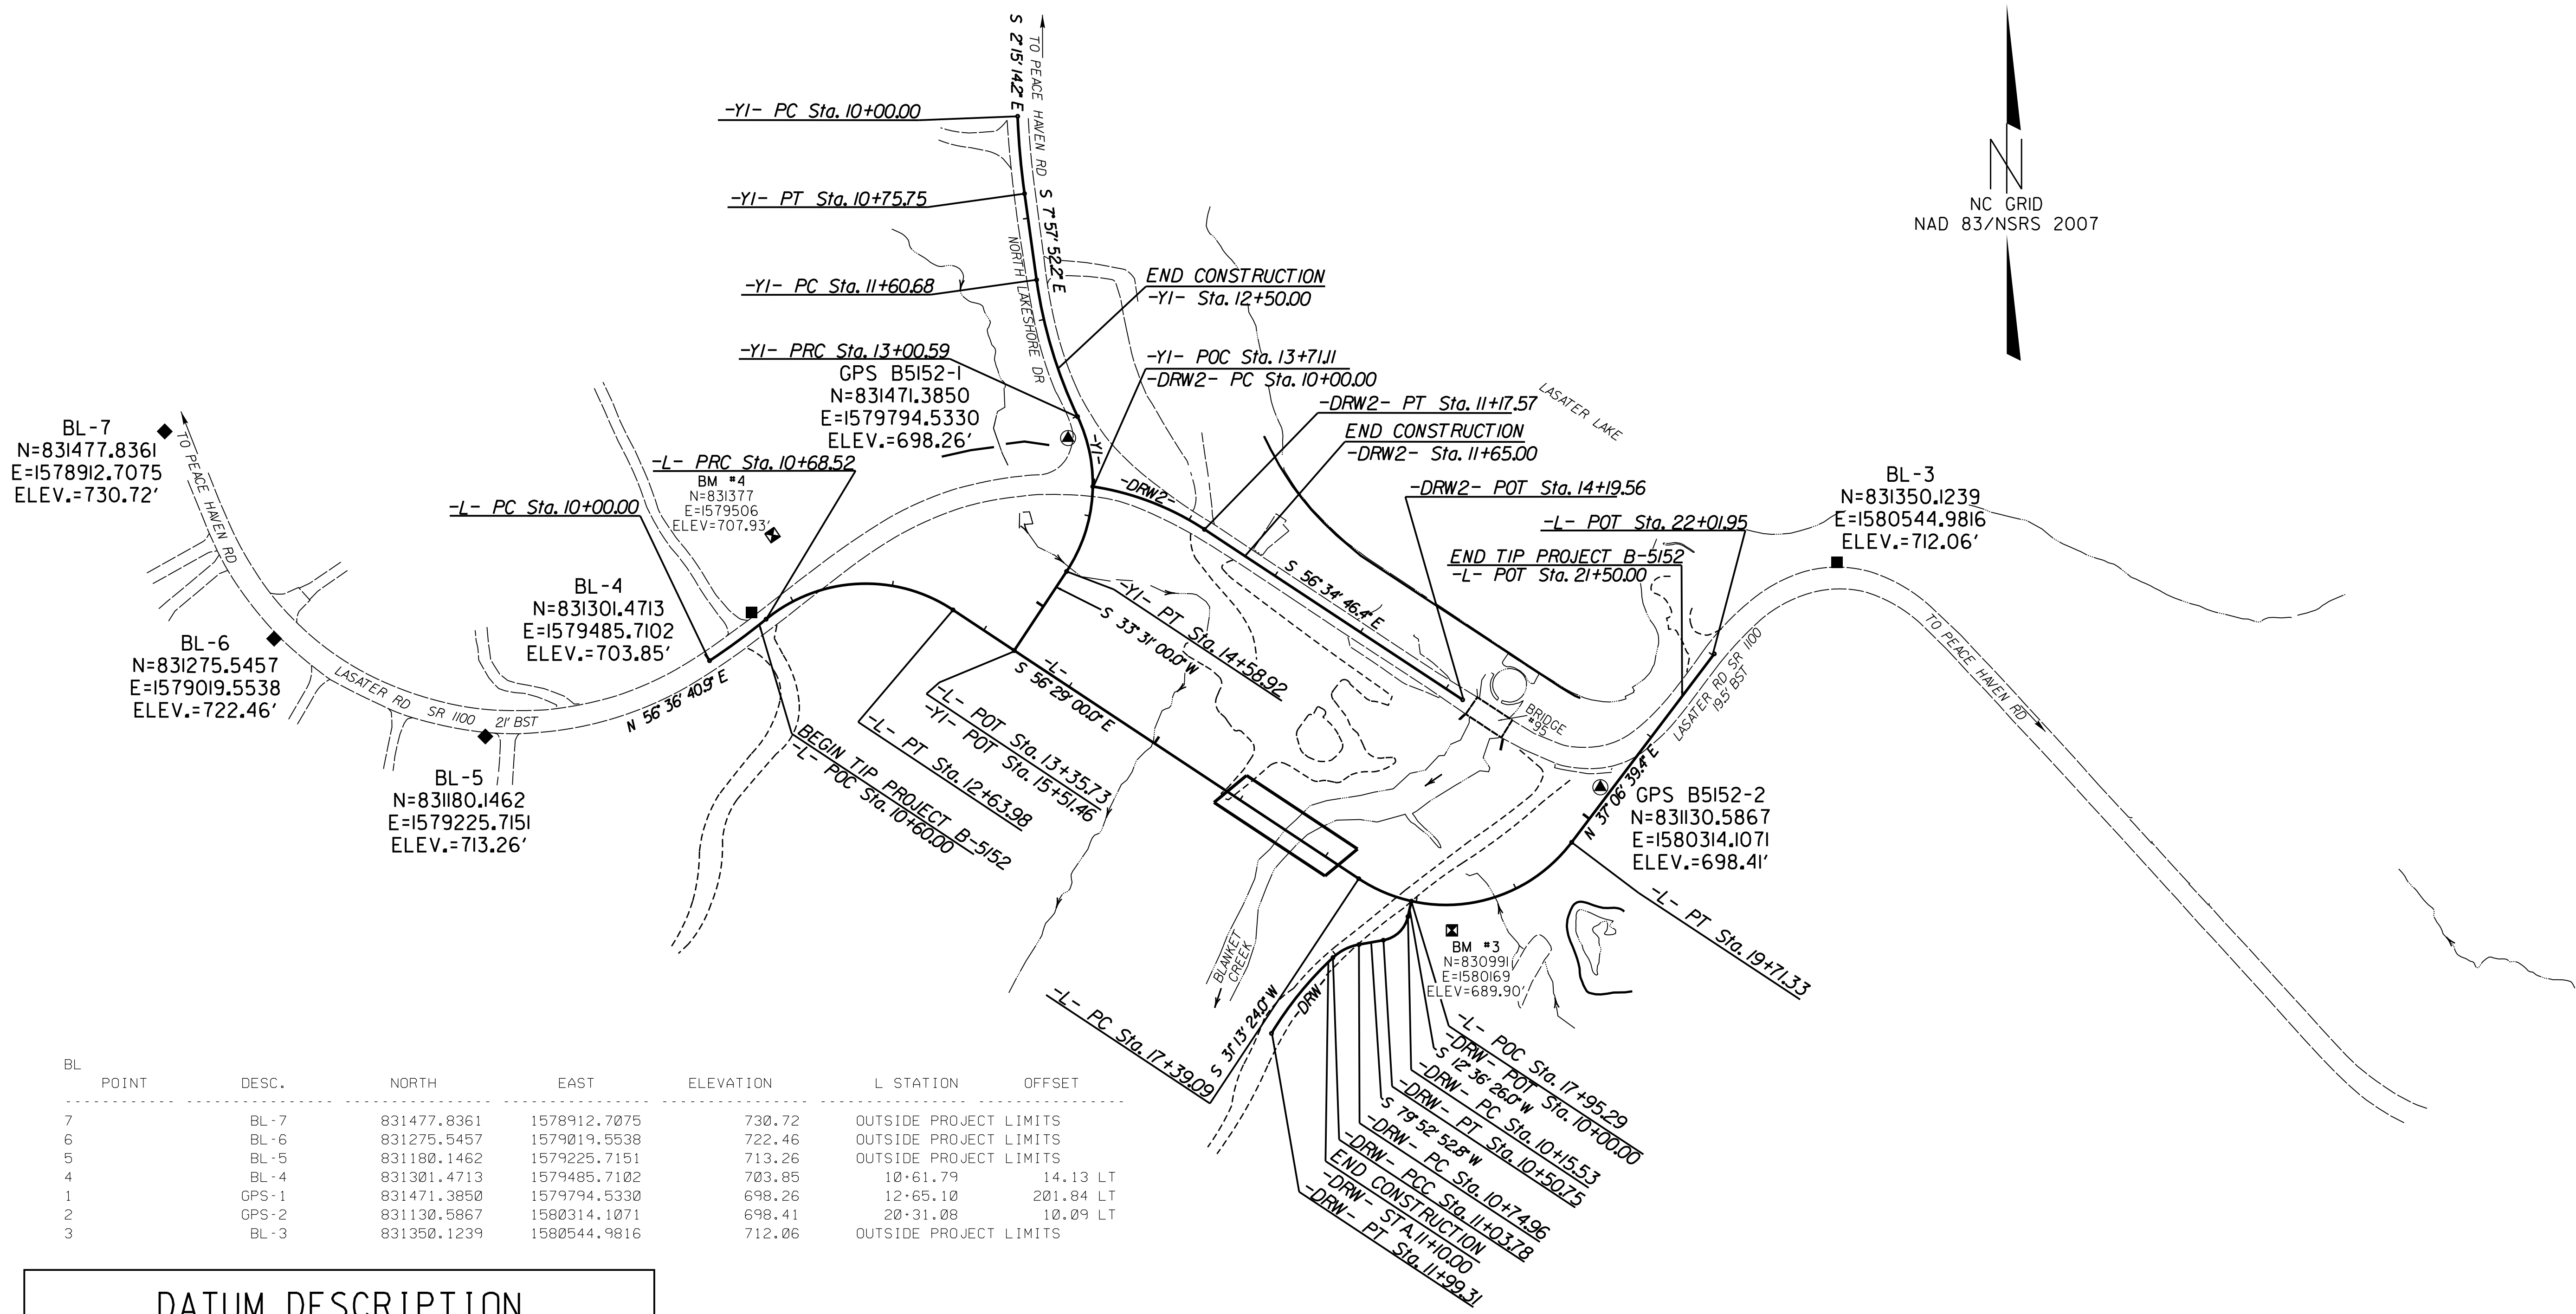 S 2°15'14.2" E
TO PEACE HAVEN RD
-Y1- PC Sta. 10+00.00
-Y1- PT Sta. 10+75.75
S 7°57'52.2" E
NORTH LAKESHORE DR
-Y1- PC Sta. 11+60.68
END CONSTRUCTION
-Y1- Sta. 12+50.00
-Y1- PRC Sta. 13+00.59
GPS B5152-1
N=831471.3850
E=1579794.5330
ELEV.=698.26'
-Y1- POC Sta. 13+71.11
-DRW2- PC Sta. 10+00.00
-Y1-
-DRW2-
-DRW2- PT Sta. 11+17.57
END CONSTRUCTION
-DRW2- Sta. 11+65.00
LASATER LAKE
-DRW2- POT Sta. 14+19.56
-L- POT Sta. 22+01.95
END TIP PROJECT B-5152
-L- POT Sta. 21+50.00
BL-3
N=831350.1239
E=1580544.9816
ELEV.=712.06'
NC GRID
NAD 83/NSRS 2007
N
BL-7
N=831477.8361
E=1578912.7075
ELEV.=730.72'
TO PEACE HAVEN RD
-L- PRC Sta. 10+68.52
BM #4
N=831377
E=1579506
ELEV=707.93'
-L- PC Sta. 10+00.00
BL-4
N=831301.4713
E=1579485.7102
ELEV.=703.85'
BL-6
N=831275.5457
E=1579019.5538
ELEV.=722.46'
LASATER RD SR 1100 21' BST
N 56°36'40.9" E
BL-5
N=831180.1462
E=1579225.7151
ELEV.=713.26'
BEGIN TIP PROJECT B-5152
-L- POC Sta. 10+60.00
-L- PT Sta. 12+63.98
-L- POT Sta. 13+35.73
-Y1- POT Sta. 15+51.46
S 56°29'00.0" E
-L-
S 33°31'00.0" W
-Y1- PT Sta. 14+58.92
S 56°34'46.4" E
BRIDGE
#95
LASATER RD SR 1100
19.5' BST
TO PEACE HAVEN RD
N 37°06'39.4" E
GPS B5152-2
N=831130.5867
E=1580314.1071
ELEV.=698.41'
-L- PT Sta. 19+71.33
BLANKET
CREEK
BM #3
N=830991
E=1580169
ELEV=689.90'
-DRW-
-L- PC Sta. 17+39.09
S 31°13'24.0" W
-L- POC Sta. 17+95.29
-DRW- POT Sta. 10+00.00
S 12°36'26.0" W
-DRW- PC Sta. 10+15.53
-DRW- PT Sta. 10+50.75
S 79°52'52.8" W
-DRW- PC Sta. 10+74.96
-DRW- PCC Sta. 11+03.78
END CONSTRUCTION
-DRW- STA. 11+10.00
-DRW- PT Sta. 11+99.31
BL
POINT DESC. NORTH EAST ELEVATION L STATION OFFSET
7 BL-7 831477.8361 1578912.7075 730.72 OUTSIDE PROJECT LIMITS
6 BL-6 831275.5457 1579019.5538 722.46 OUTSIDE PROJECT LIMITS
5 BL-5 831180.1462 1579225.7151 713.26 OUTSIDE PROJECT LIMITS
4 BL-4 831301.4713 1579485.7102 703.85 10+61.79 14.13 LT
1 GPS-1 831471.3850 1579794.5330 698.26 12+65.10 201.84 LT
2 GPS-2 831130.5867 1580314.1071 698.41 20+31.08 10.09 LT
3 BL-3 831350.1239 1580544.9816 712.06 OUTSIDE PROJECT LIMITS
DATUM DESCRIPTION